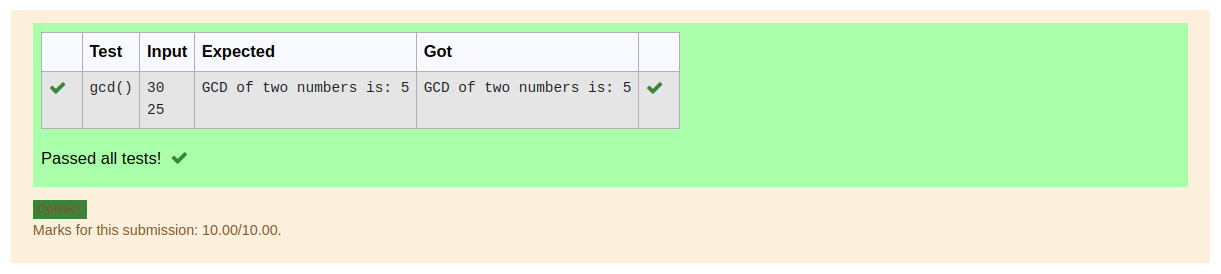 Test Input Expected Got
gcd() 30 GCD of two numbers is: 5 GCD of two numbers is: 5
25
Passed all tests!
Correct
Marks for this submission: 10.00/10.00.